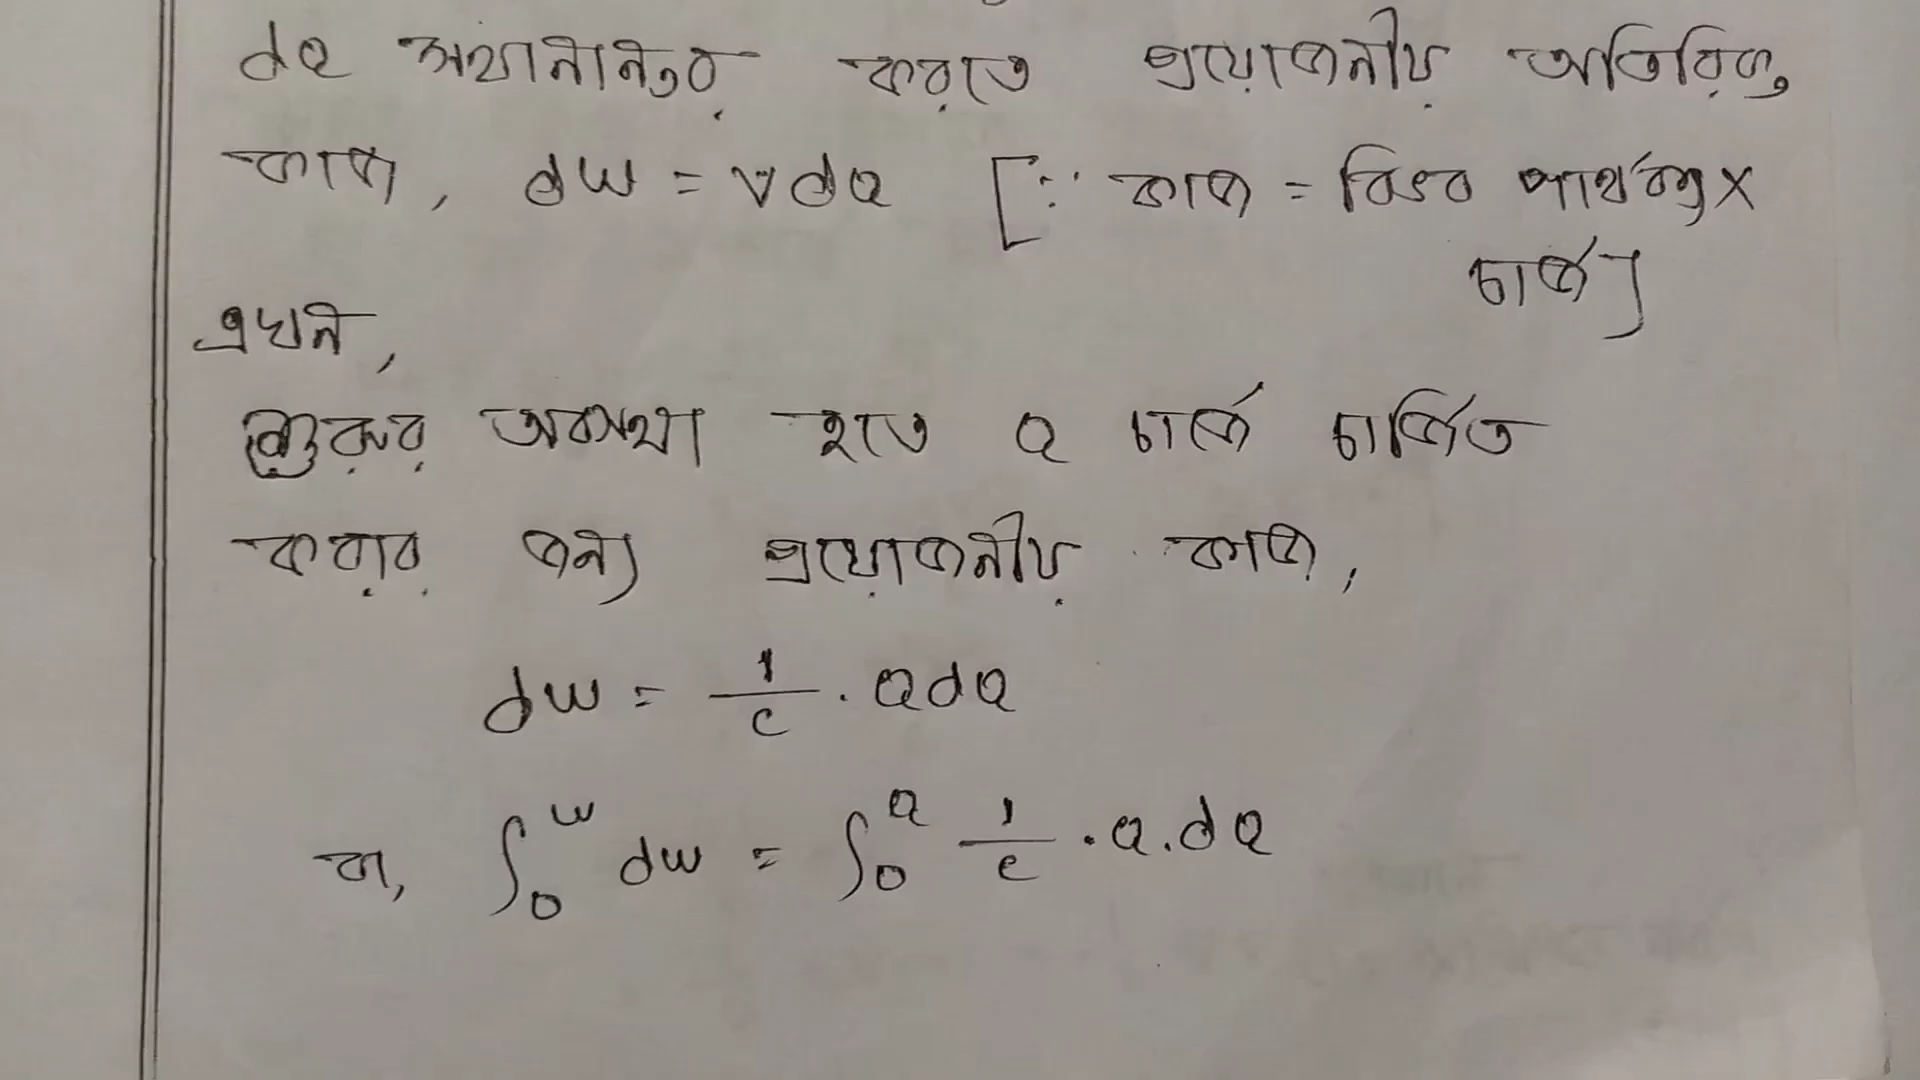 dQ স্থানান্তর করতে প্রয়োজনীয় অতিরিক্ত
কাজ, dW = VdQ [∵ কাজ = বিভব পার্থক্য ×
চার্জ]
এখন,
শুরুর অবস্থা হতে Q চার্জে চার্জিত
করার জন্য প্রয়োজনীয় কাজ,
dW = 1/C . QdQ
বা, ∫₀^W dW = ∫₀^Q 1/C . Q.dQ